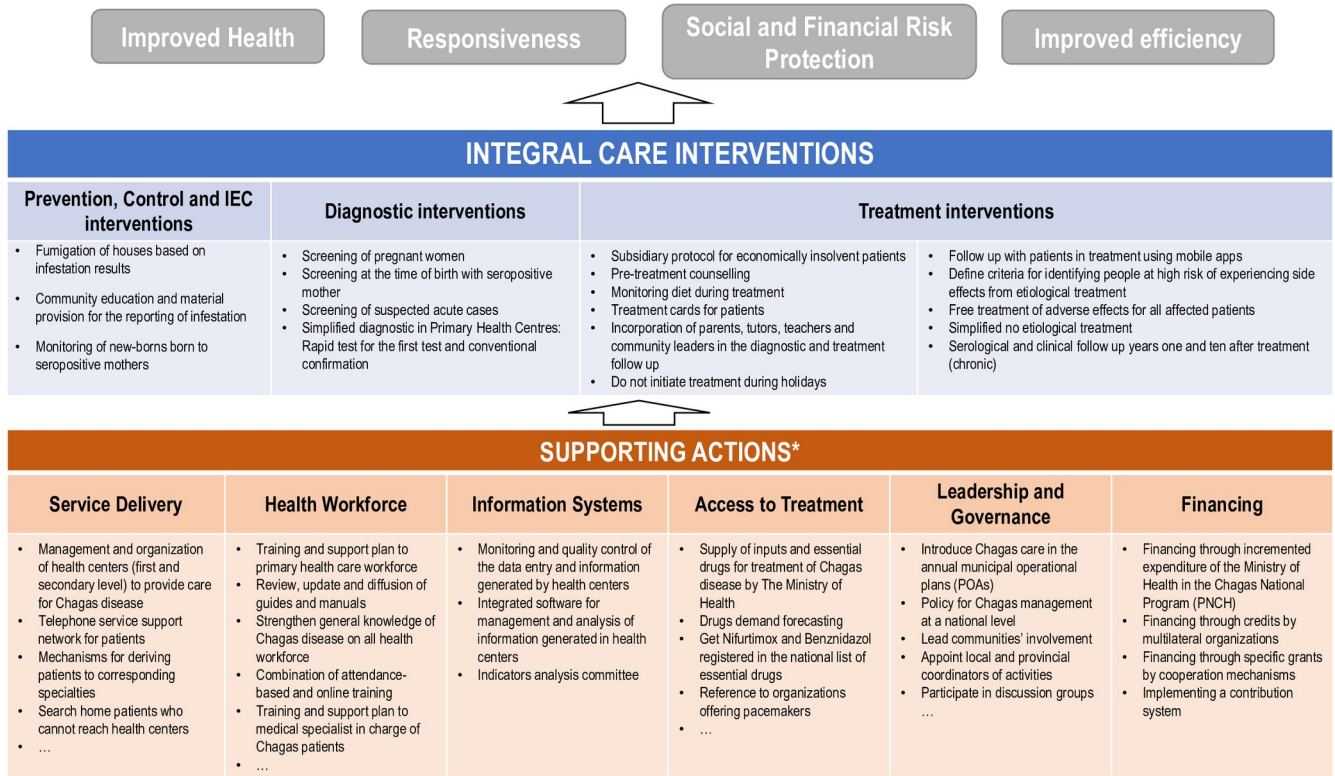 Improved Health
Responsiveness
Social and Financial Risk
Protection
Improved efficiency
INTEGRAL CARE INTERVENTIONS
Prevention, Control and IEC
interventions
• Fumigation of houses based on
infestation results
• Community education and material
provision for the reporting of infestation
• Monitoring of new-borns born to
seropositive mothers
Diagnostic interventions
• Screening of pregnant women
• Screening at the time of birth with seropositive
mother
• Screening of suspected acute cases
• Simplified diagnostic in Primary Health Centres:
Rapid test for the first test and conventional
confirmation
Treatment interventions
• Subsidiary protocol for economically insolvent patients
• Pre-treatment counselling
• Monitoring diet during treatment
• Treatment cards for patients
• Incorporation of parents, tutors, teachers and
community leaders in the diagnostic and treatment
follow up
• Do not initiate treatment during holidays
• Follow up with patients in treatment using mobile apps
• Define criteria for identifying people at high risk of experiencing side
effects from etiological treatment
• Free treatment of adverse effects for all affected patients
• Simplified no etiological treatment
• Serological and clinical follow up years one and ten after treatment
(chronic)
SUPPORTING ACTIONS*
Service Delivery
• Management and organization
of health centers (first and
secondary level) to provide care
for Chagas disease
• Telephone service support
network for patients
• Mechanisms for deriving
patients to corresponding
specialties
• Search home patients who
cannot reach health centers
• …
Health Workforce
• Training and support plan to
primary health care workforce
• Review, update and diffusion of
guides and manuals
• Strengthen general knowledge of
Chagas disease on all health
workforce
• Combination of attendance-
based and online training
• Training and support plan to
medical specialist in charge of
Chagas patients
• …
Information Systems
• Monitoring and quality control of
the data entry and information
generated by health centers
• Integrated software for
management and analysis of
information generated in health
centers
• Indicators analysis committee
Access to Treatment
• Supply of inputs and essential
drugs for treatment of Chagas
disease by The Ministry of
Health
• Drugs demand forecasting
• Get Nifurtimox and Benznidazol
registered in the national list of
essential drugs
• Reference to organizations
offering pacemakers
• …
Leadership and
Governance
• Introduce Chagas care in the
annual municipal operational
plans (POAs)
• Policy for Chagas management
at a national level
• Lead communities’ involvement
• Appoint local and provincial
coordinators of activities
• Participate in discussion groups
…
Financing
• Financing through incremented
expenditure of the Ministry of
Health in the Chagas National
Program (PNCH)
• Financing through credits by
multilateral organizations
• Financing through specific grants
by cooperation mechanisms
• Implementing a contribution
system